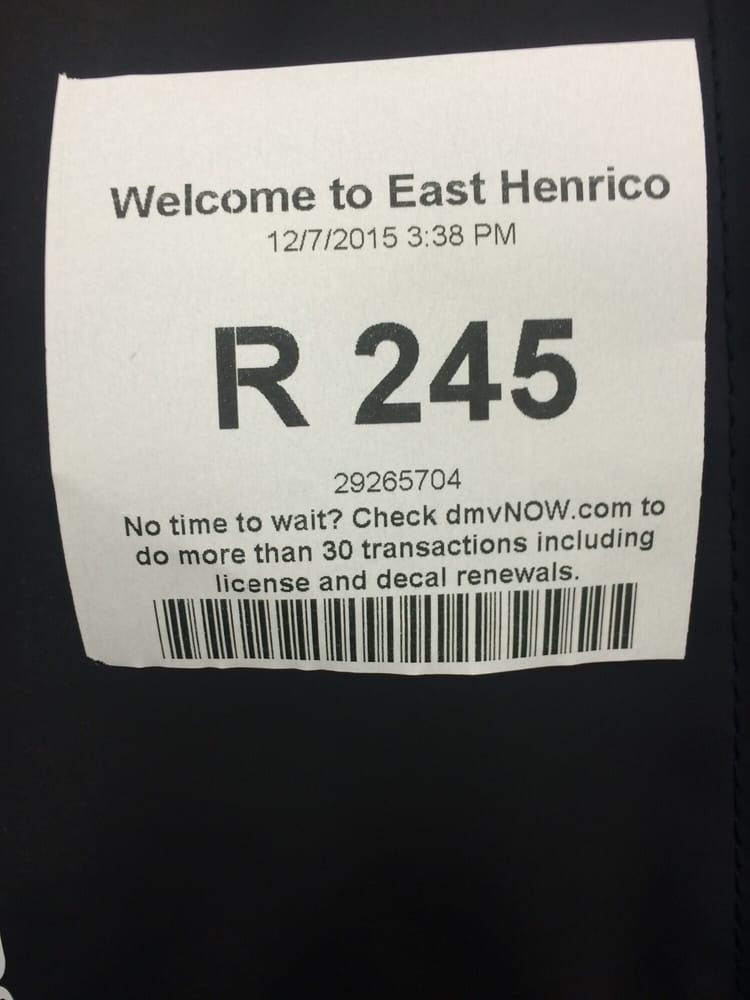 Welcome to East Henrico
12/7/2015 3:38 PM
R 245
29265704
No time to wait? Check dmvNOW.com to
do more than 30 transactions including
license and decal renewals.